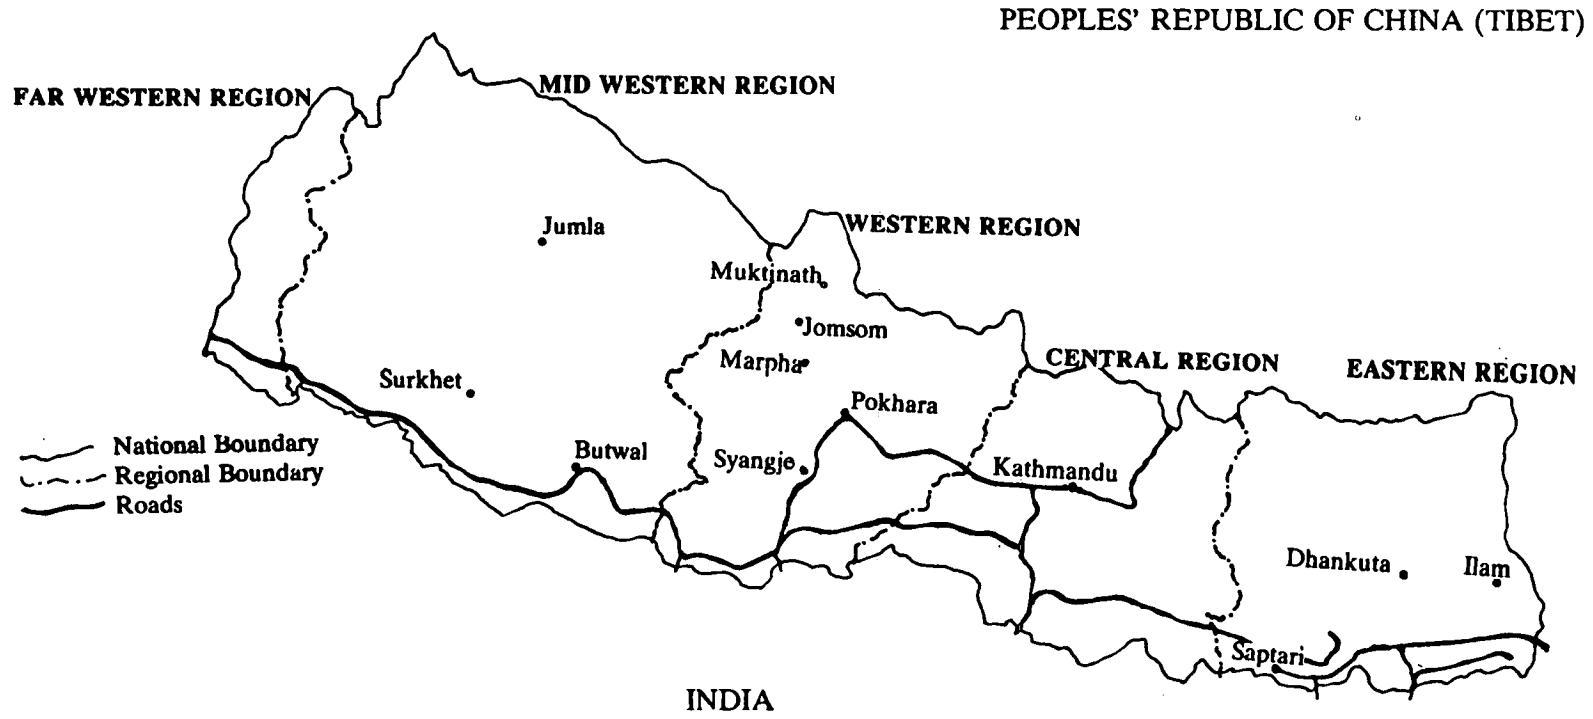 PEOPLES' REPUBLIC OF CHINA (TIBET)
FAR WESTERN REGION
MID WESTERN REGION
WESTERN REGION
CENTRAL REGION
EASTERN REGION
Jumla
Muktinath
Jomsom
Marpha
Surkhet
Pokhara
Butwal
Syangje
Kathmandu
Dhankuta
Ilam
Saptari
National Boundary
Regional Boundary
Roads
INDIA